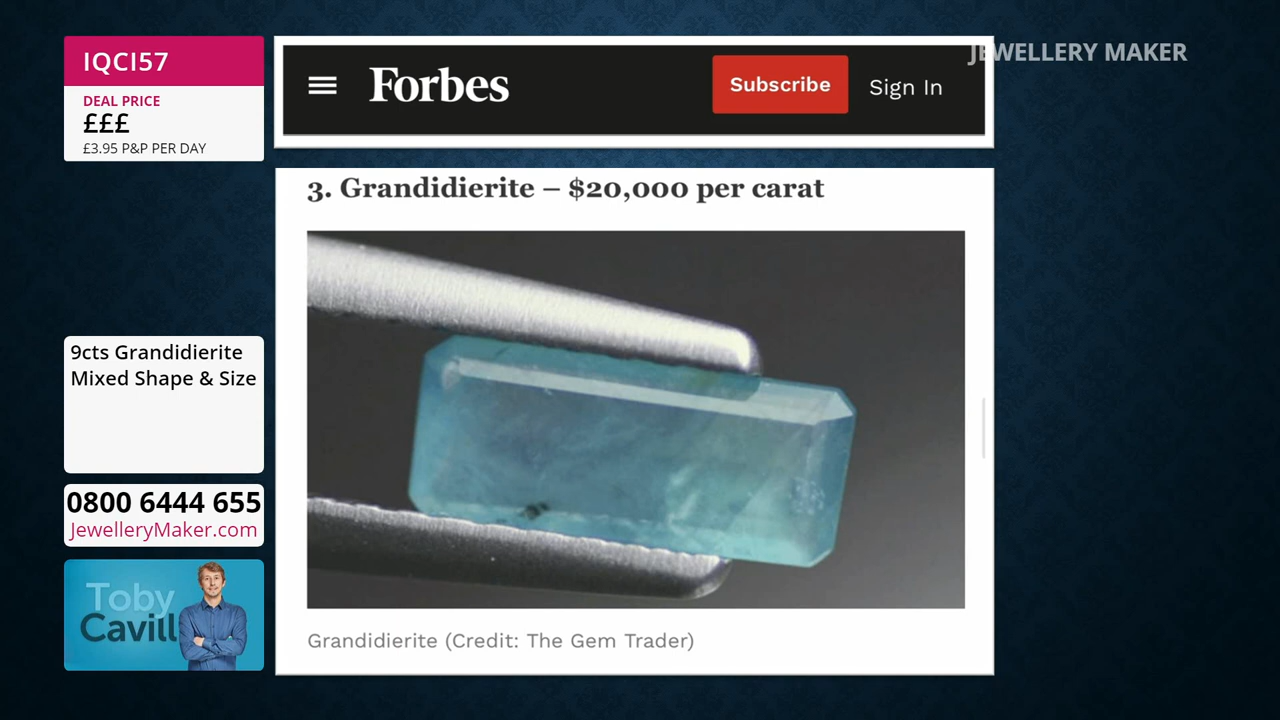 IQCI57
DEAL PRICE
£££
£3.95 P&P PER DAY
Forbes
Subscribe
Sign In
JEWELLERY MAKER
3. Grandidierite – $20,000 per carat
9cts Grandidierite
Mixed Shape & Size
0800 6444 655
JewelleryMaker.com
Toby
Cavill
Grandidierite (Credit: The Gem Trader)